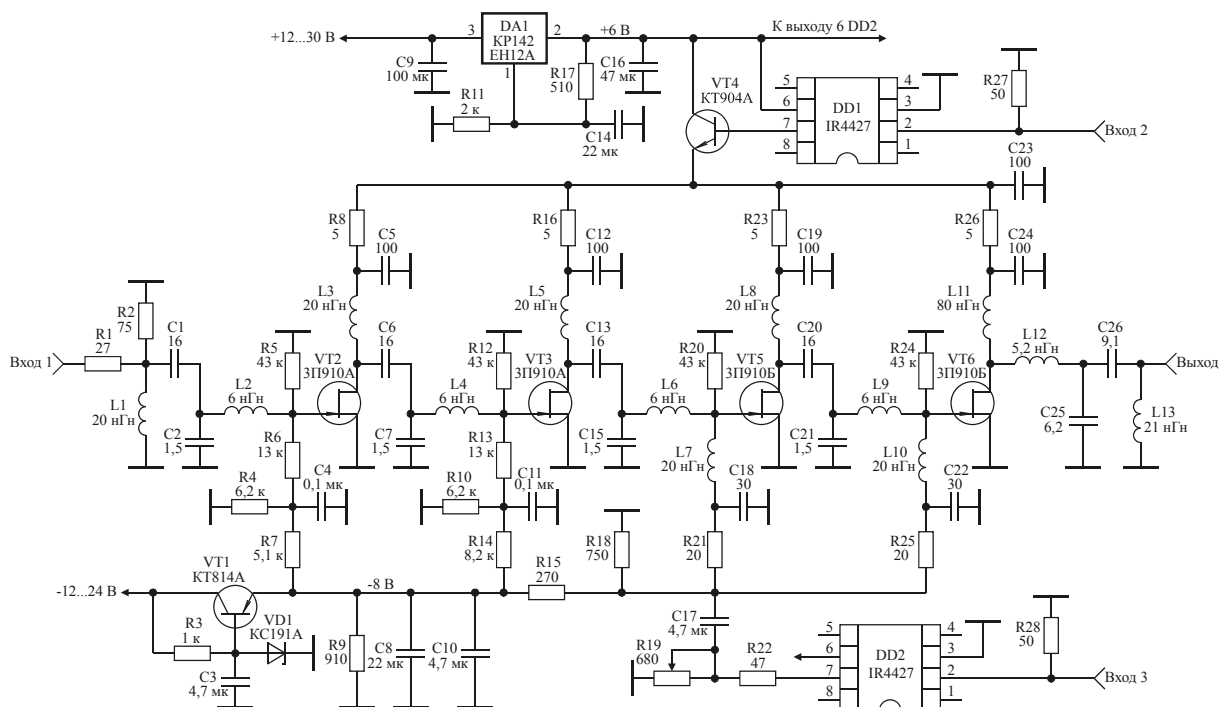 +12...30 В
3
DA1
КР142
ЕН12А
2
1
+6 В
К выходу 6 DD2
C9
100 мк
R11
2 к
R17
510
C16
47 мк
C14
22 мк
VT4
КТ904А
5
6
7
8
DD1
IR4427
4
3
2
1
R27
50
Вход 2
C23
100
R8
5
C5
100
R16
5
C12
100
R23
5
C19
100
R26
5
C24
100
L3
20 нГн
L5
20 нГн
L8
20 нГн
L11
80 нГн
Вход 1
R1
27
R2
75
C1
16
L1
20 нГн
C2
1,5
L2
6 нГн
R5
43 к
VT2
3П910А
C6
16
C7
1,5
L4
6 нГн
R12
43 к
VT3
3П910А
C13
16
C15
1,5
L6
6 нГн
R20
43 к
VT5
3П910Б
C20
16
C21
1,5
L9
6 нГн
R24
43 к
VT6
3П910Б
L12
5,2 нГн
C26
9,1
Выход
C25
6,2
L13
21 нГн
R6
13 к
R4
6,2 к
C4
0,1 мк
R7
5,1 к
R13
13 к
R10
6,2 к
C11
0,1 мк
R14
8,2 к
L7
20 нГн
C18
30
R21
20
L10
20 нГн
C22
30
R25
20
R18
750
R15
270
-12...24 В
VT1
КТ814А
-8 В
R3
1 к
VD1
КС191А
C3
4,7 мк
R9
910
C8
22 мк
C10
4,7 мк
C17
4,7 мк
R19
680
R22
47
5
6
7
8
DD2
IR4427
4
3
2
1
R28
50
Вход 3